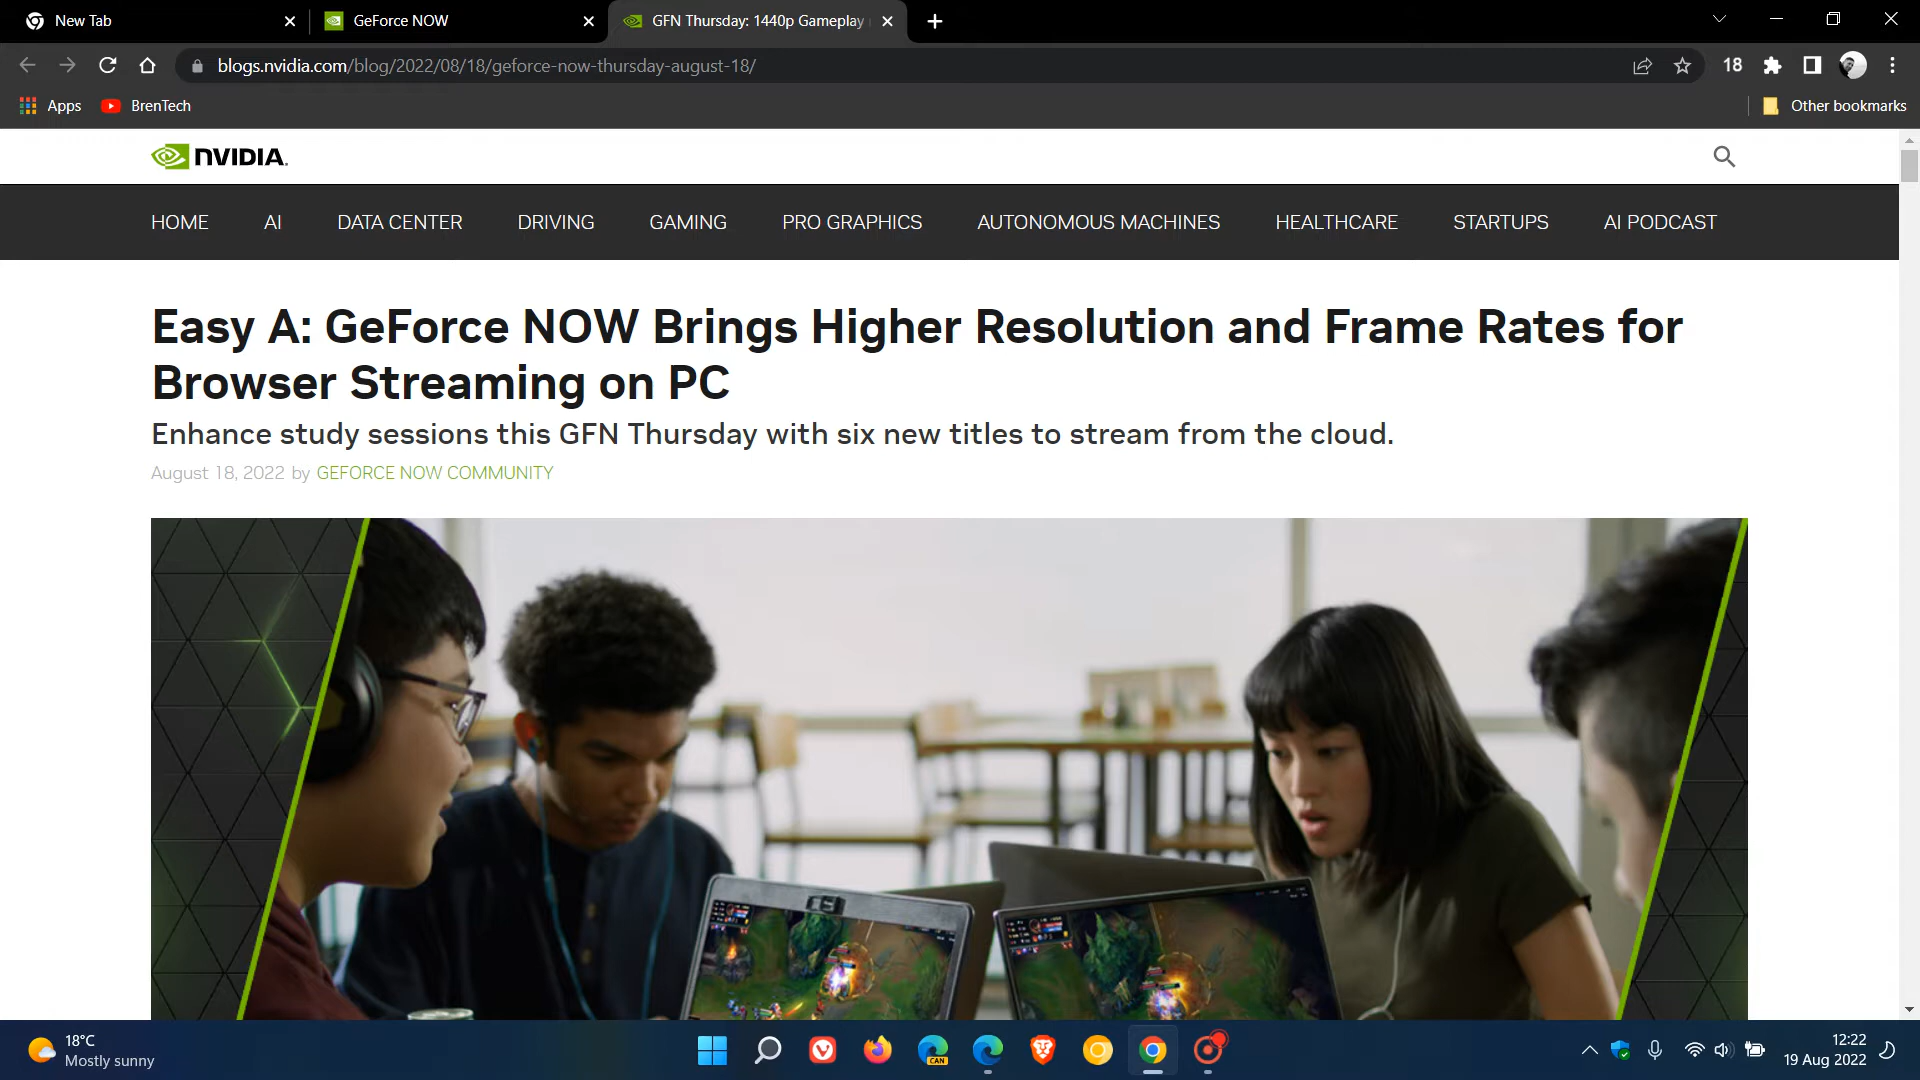 New Tab
GeForce NOW
GFN Thursday: 1440p Gameplay
blogs.nvidia.com/blog/2022/08/18/geforce-now-thursday-august-18/
18
Apps
BrenTech
Other bookmarks
NVIDIA.
HOME
AI
DATA CENTER
DRIVING
GAMING
PRO GRAPHICS
AUTONOMOUS MACHINES
HEALTHCARE
STARTUPS
AI PODCAST
Easy A: GeForce NOW Brings Higher Resolution and Frame Rates for
Browser Streaming on PC
Enhance study sessions this GFN Thursday with six new titles to stream from the cloud.
August 18, 2022 by GEFORCE NOW COMMUNITY
18°C
Mostly sunny
CAN
12:22
19 Aug 2022